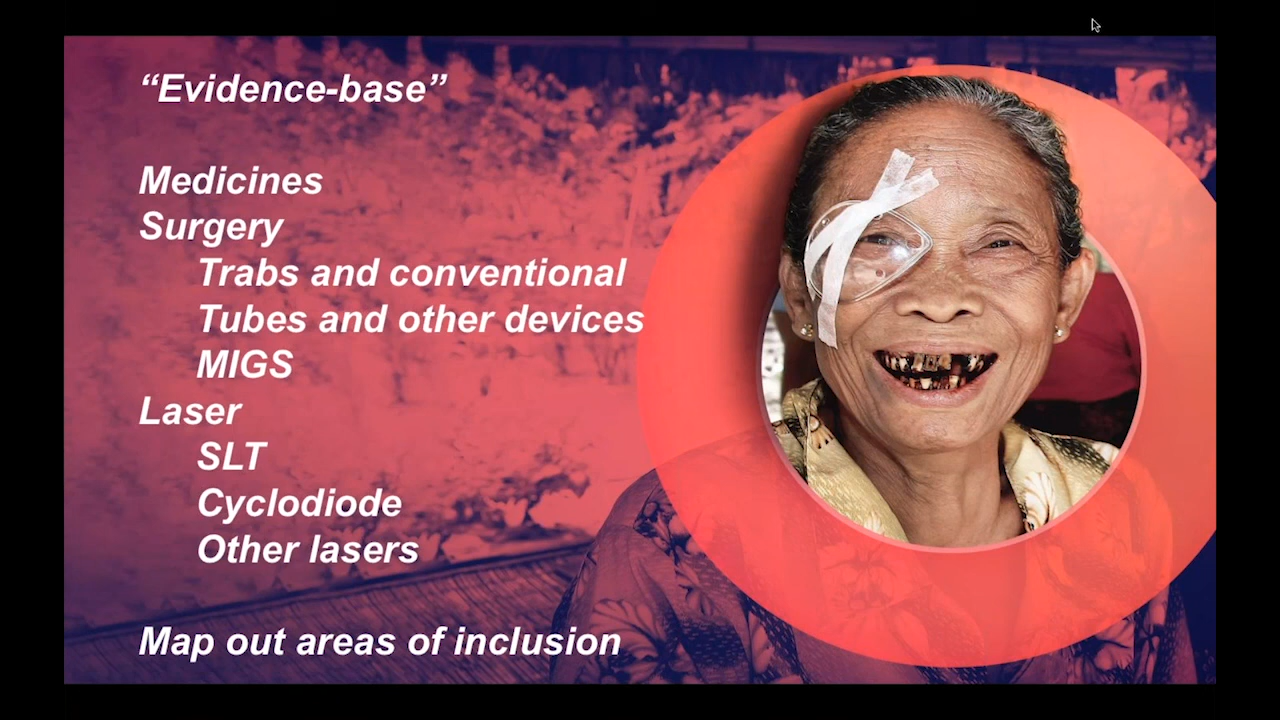 “Evidence-base”
Medicines
Surgery
Trabs and conventional
Tubes and other devices
MIGS
Laser
SLT
Cyclodiode
Other lasers
Map out areas of inclusion